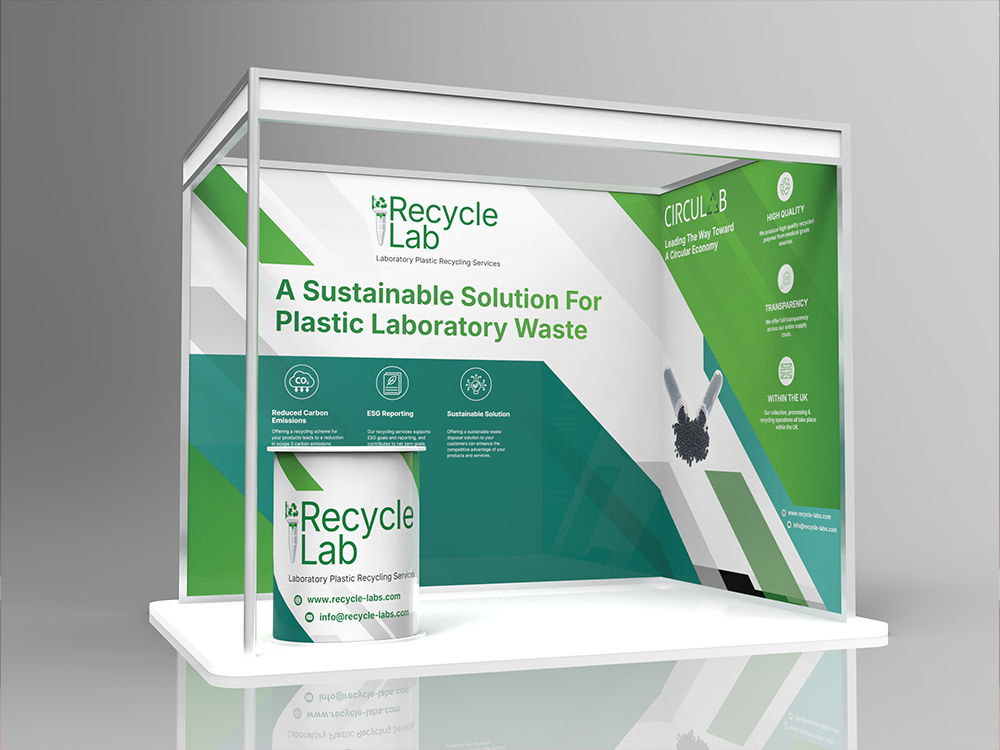 Recycle
Lab
Laboratory Plastic Recycling Services
A Sustainable Solution For
Plastic Laboratory Waste
CO₂
Reduced Carbon
Emissions
Offering a recycling scheme for
your products leads to a reduction
in scope 3 carbon emissions
ESG Reporting
Our recycling services support
ESG goals and reporting, and
contributes to net zero goals.
Sustainable Solution
Offering a sustainable waste
disposal solution to your
customers can enhance the
competitive advantage of your
products and services.
CIRCULAB
Leading The Way Toward
A Circular Economy
HIGH QUALITY
We produce high quality recycled
polymer from medical grade
sources.
TRANSPARENCY
We offer full transparency
across our entire supply
chain.
WITHIN THE UK
Our collection, processing &
recycling operations all take place
within the UK.
www.recycle-labs.com
info@recycle-labs.com
Recycle
Lab
Laboratory Plastic Recycling Services
www.recycle-labs.com
info@recycle-labs.com